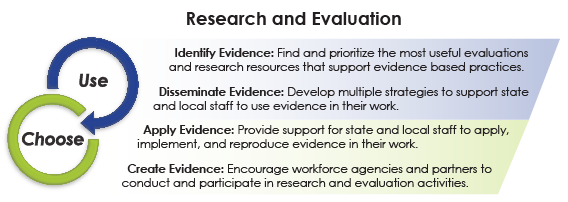 Research and Evaluation
Use
Choose
Identify Evidence: Find and prioritize the most useful evaluations
and research resources that support evidence based practices.
Disseminate Evidence: Develop multiple strategies to support state
and local staff to use evidence in their work.
Apply Evidence: Provide support for state and local staff to apply,
implement, and reproduce evidence in their work.
Create Evidence: Encourage workforce agencies and partners to
conduct and participate in research and evaluation activities.